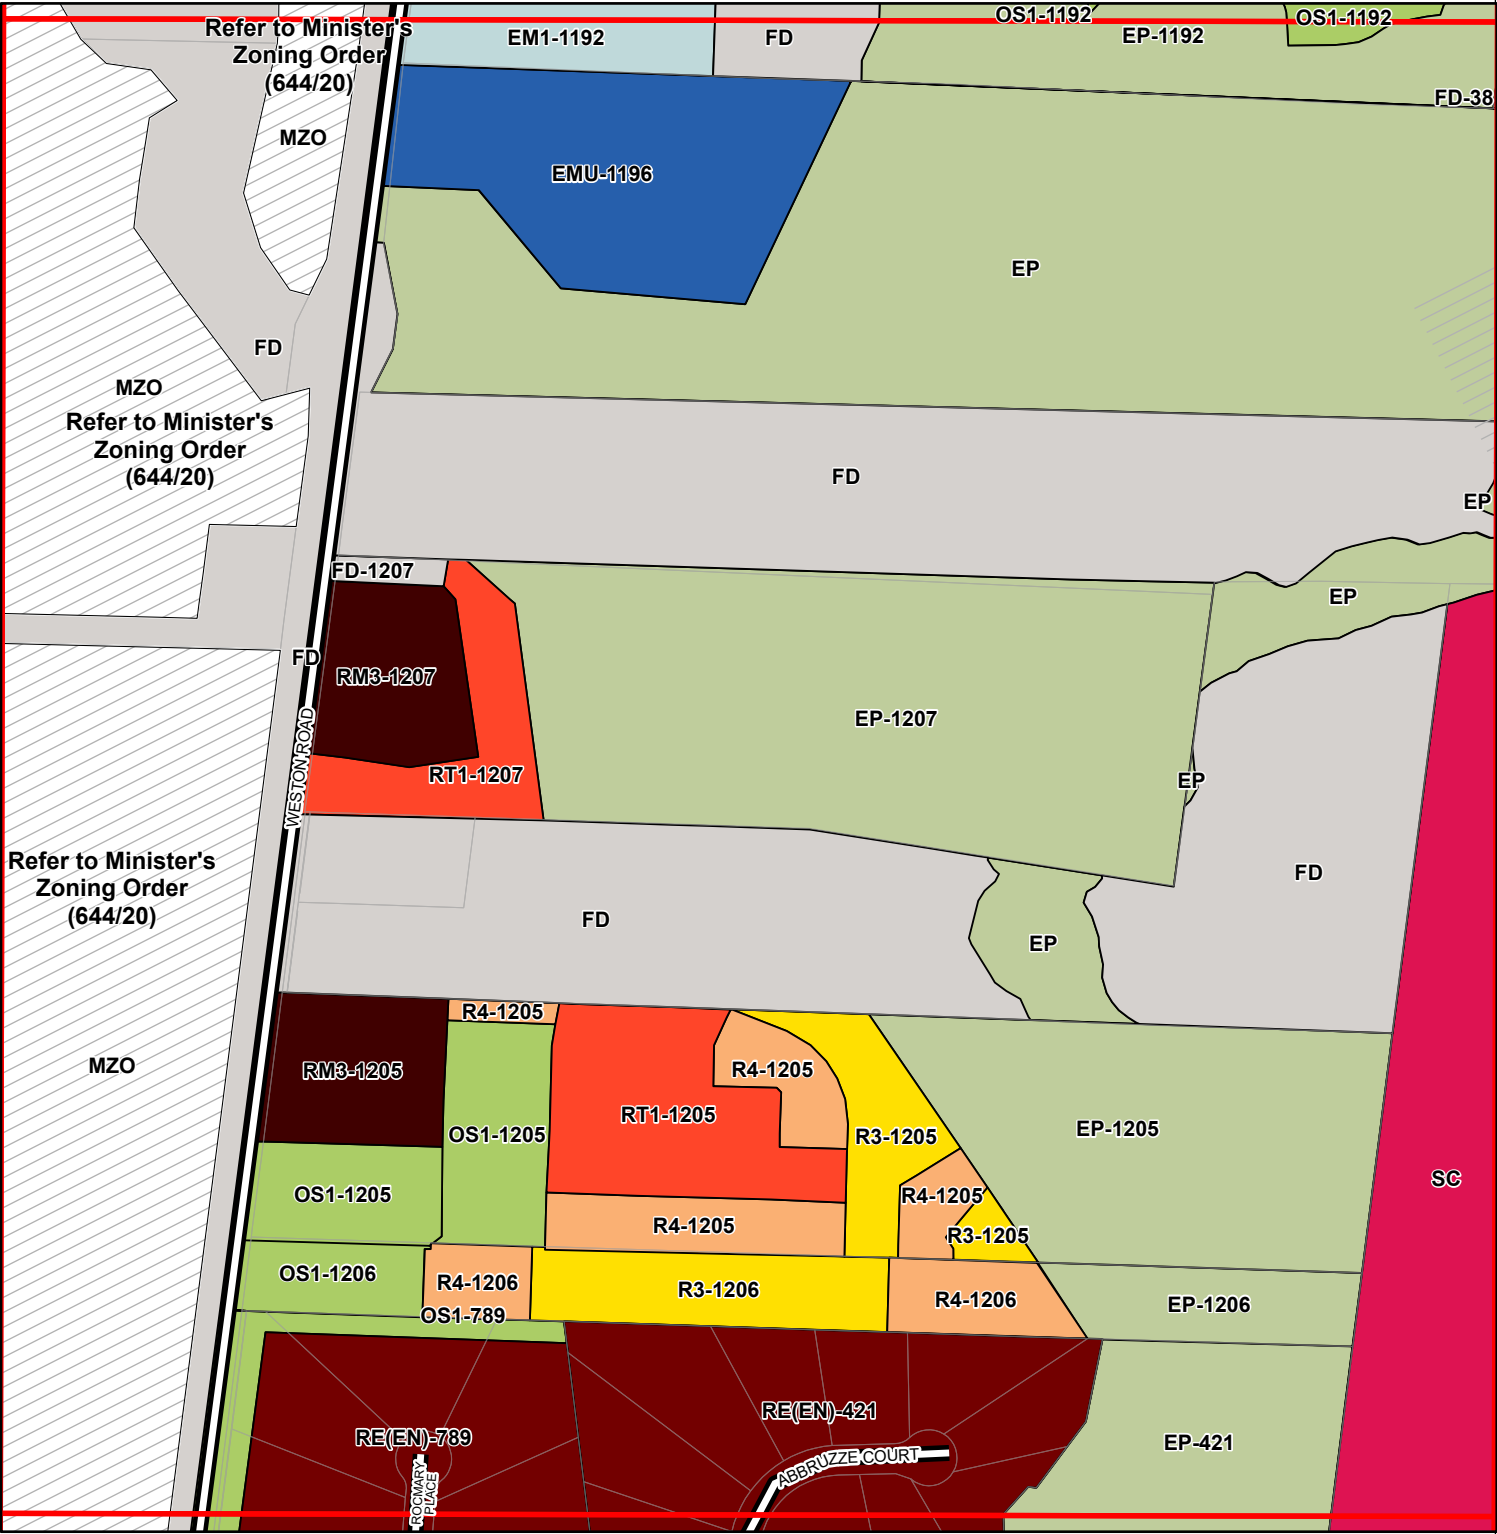 OS1-1192
OS1-1192
Refer to Minister's
Zoning Order
(644/20)
EM1-1192
FD
EP-1192
FD-38
MZO
EMU-1196
EP
FD
MZO
Refer to Minister's
Zoning Order
(644/20)
FD
EP
FD-1207
EP
FD
RM3-1207
EP-1207
RT1-1207
EP
WESTON ROAD
Refer to Minister's
Zoning Order
(644/20)
FD
FD
EP
R4-1205
MZO
RM3-1205
R4-1205
RT1-1205
OS1-1205
R3-1205
EP-1205
SC
OS1-1205
R4-1205
R4-1205
R3-1205
OS1-1206
R4-1206
R3-1206
R4-1206
EP-1206
OS1-789
RE(EN)-421
RE(EN)-789
EP-421
ABBRUZZE COURT
ROCMARY
PLACE